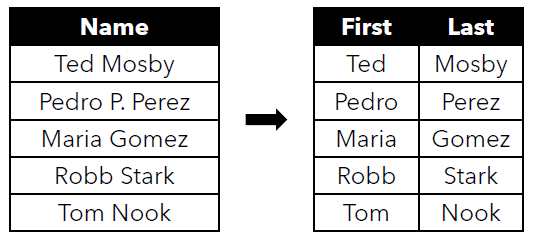 Name
Ted Mosby
Pedro P. Perez
Maria Gomez
Robb Stark
Tom Nook
First Last
Ted Mosby
Pedro Perez
Maria Gomez
Robb Stark
Tom Nook